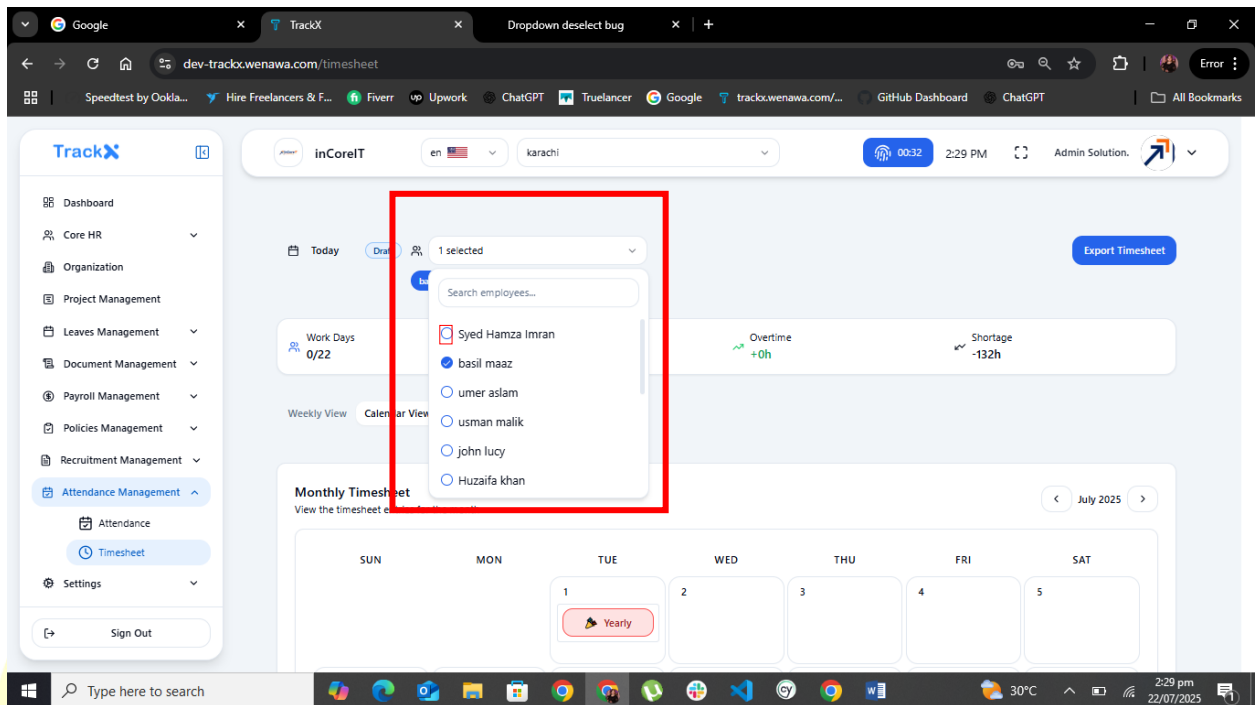 Google
TrackX
Dropdown deselect bug
dev-trackx.wenawa.com/timesheet
Error
Speedtest by Ookla...
Hire Freelancers & F...
Fiverr
Upwork
ChatGPT
Truelancer
Google
trackx.wenawa.com/...
GitHub Dashboard
ChatGPT
All Bookmarks
TrackX
inCoreIT
en
karachi
00:32
2:29 PM
Admin Solution.
Dashboard
Core HR
Organization
Project Management
Leaves Management
Document Management
Payroll Management
Policies Management
Recruitment Management
Attendance Management
Attendance
Timesheet
Settings
Sign Out
Today
Draf
1 selected
Export Timesheet
ba
Search employees...
Syed Hamza Imran
basil maaz
umer aslam
usman malik
john lucy
Huzaifa khan
Work Days
0/22
Overtime
+0h
Shortage
-132h
Weekly View
Calendar View
Monthly Timesheet
View the timesheet
July 2025
SUN MON TUE WED THU FRI SAT
1 2 3 4 5
Yearly
Type here to search
30°C
2:29 pm
22/07/2025